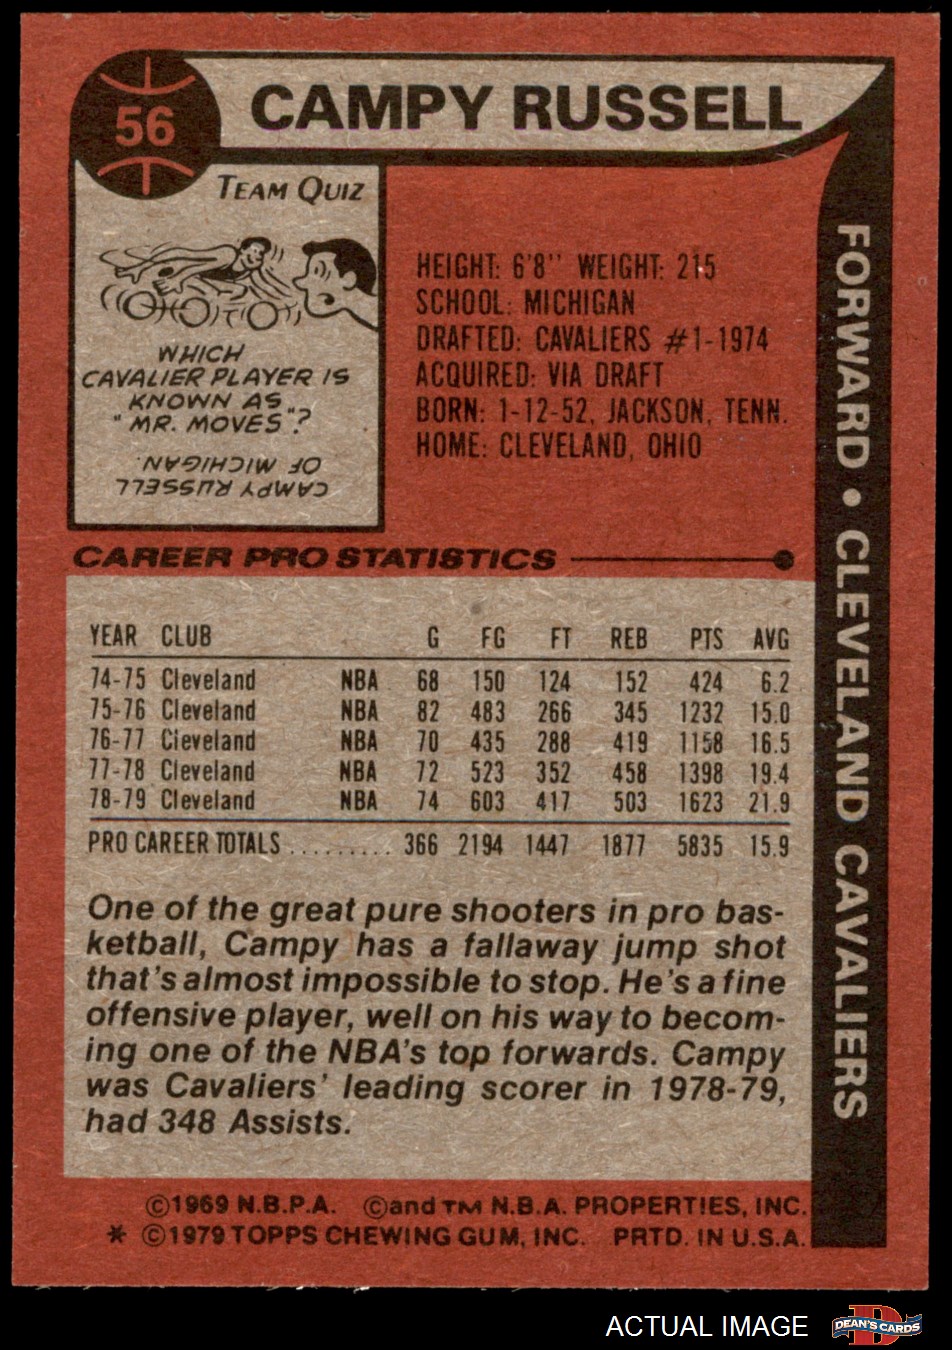 56
CAMPY RUSSELL
TEAM QUIZ
WHICH
CAVALIER PLAYER IS
KNOWN AS
"MR. MOVES"?
CAMPY RUSSELL
OF MICHIGAN.
HEIGHT: 6'8'' WEIGHT: 215
SCHOOL: MICHIGAN
DRAFTED: CAVALIERS #1-1974
ACQUIRED: VIA DRAFT
BORN: 1-12-52, JACKSON, TENN.
HOME: CLEVELAND, OHIO
FORWARD • CLEVELAND CAVALIERS
CAREER PRO STATISTICS
YEAR CLUB G FG FT REB PTS AVG
74-75 Cleveland NBA 68 150 124 152 424 6.2
75-76 Cleveland NBA 82 483 266 345 1232 15.0
76-77 Cleveland NBA 70 435 288 419 1158 16.5
77-78 Cleveland NBA 72 523 352 458 1398 19.4
78-79 Cleveland NBA 74 603 417 503 1623 21.9
PRO CAREER TOTALS ......... 366 2194 1447 1877 5835 15.9
One of the great pure shooters in pro bas-
ketball, Campy has a fallaway jump shot
that's almost impossible to stop. He's a fine
offensive player, well on his way to becom-
ing one of the NBA's top forwards. Campy
was Cavaliers' leading scorer in 1978-79,
had 348 Assists.
©1969 N.B.P.A. ©and TM N.B.A. PROPERTIES, INC.
* ©1979 TOPPS CHEWING GUM, INC. PRTD. IN U.S.A.
ACTUAL IMAGE
D
DEAN'S CARDS